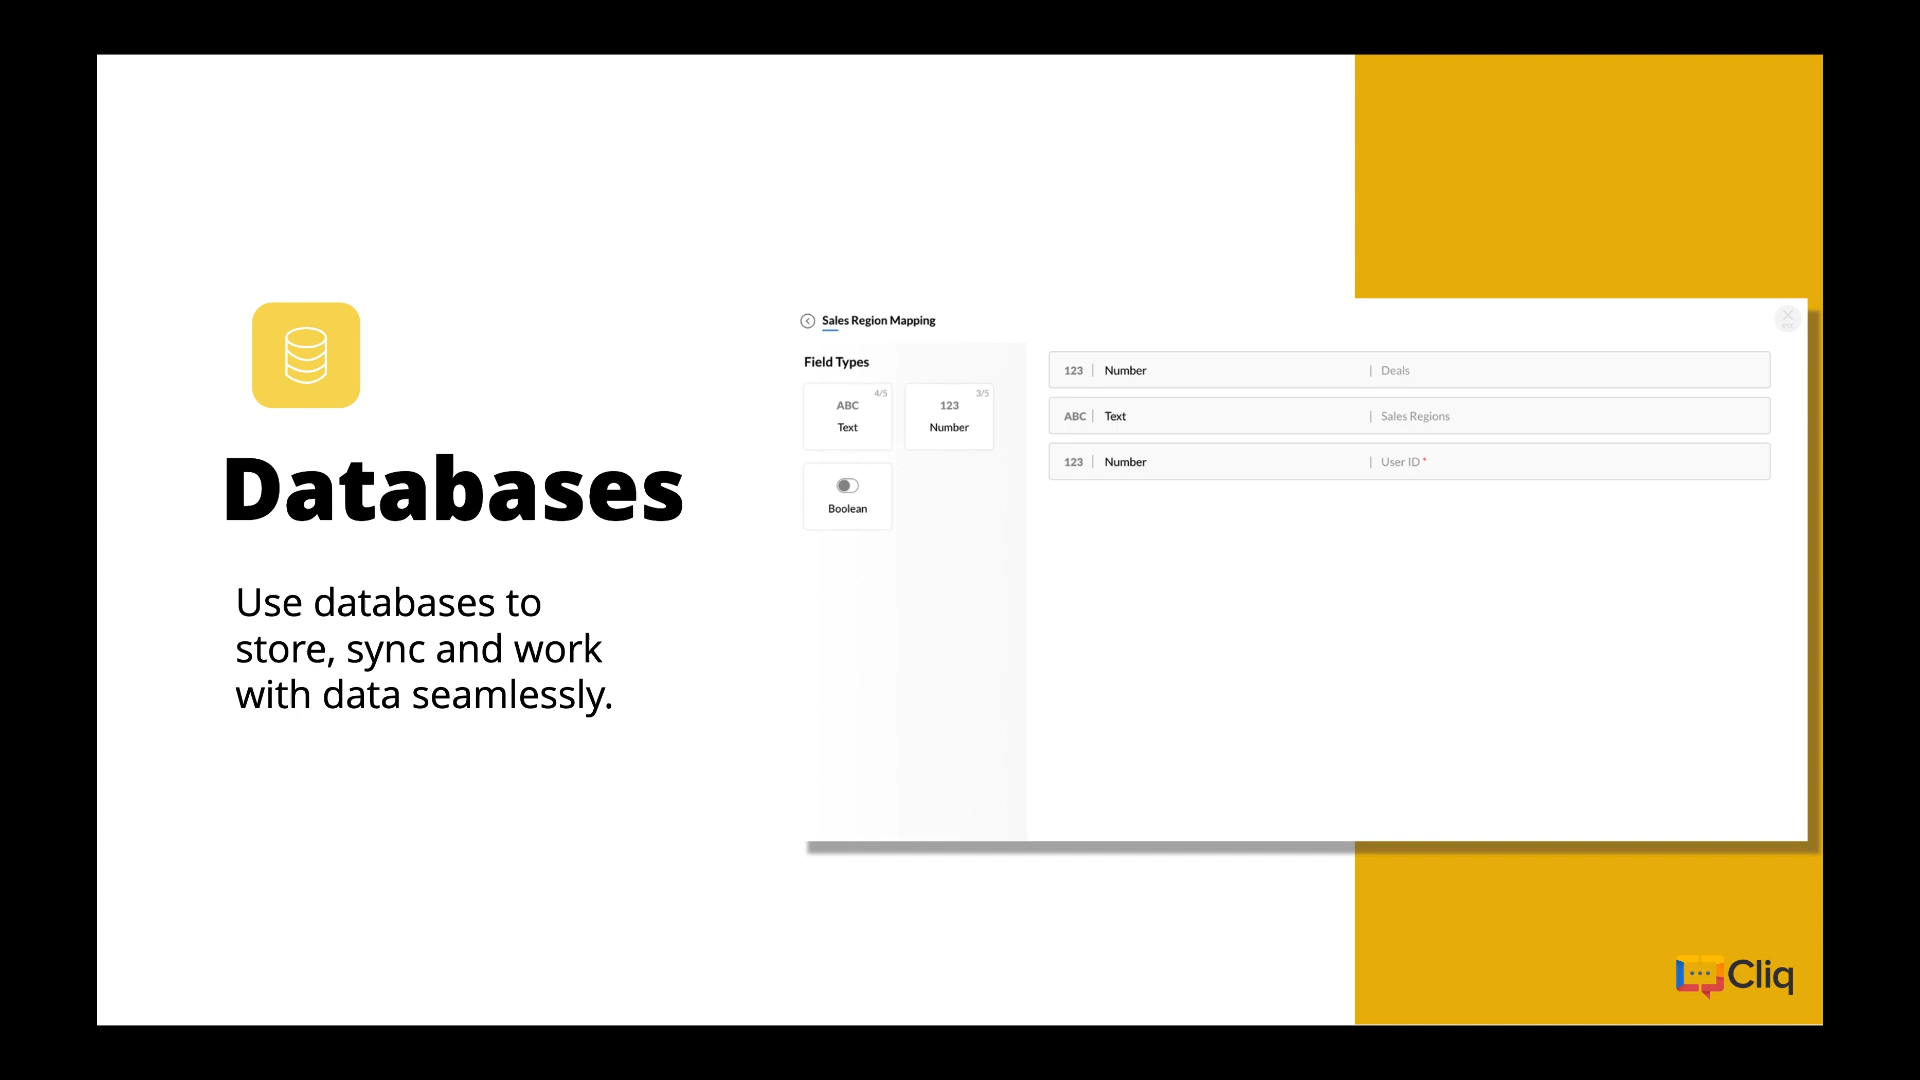 Databases
Use databases to
store, sync and work
with data seamlessly.
Sales Region Mapping
Field Types
4/5
ABC
Text
3/5
123
Number
Boolean
123 | Number | Deals
ABC | Text | Sales Regions
123 | Number | User ID *
ESC
Cliq